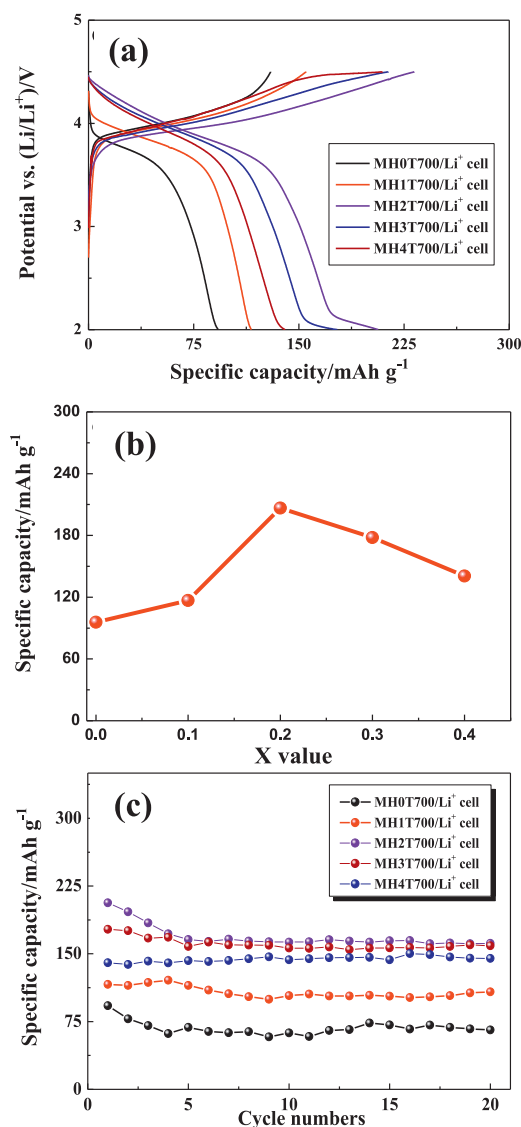 (a)
Potential vs. (Li/Li⁺)/V
5
4
3
2
MH0T700/Li⁺ cell
MH1T700/Li⁺ cell
MH2T700/Li⁺ cell
MH3T700/Li⁺ cell
MH4T700/Li⁺ cell
0 75 150 225 300
Specific capacity/mAh g⁻¹
(b)
Specific capacity/mAh g⁻¹
300
240
180
120
60
0
0.0 0.1 0.2 0.3 0.4
X value
(c)
Specific capacity/mAh g⁻¹
300
225
150
75
0
MH0T700/Li⁺ cell
MH1T700/Li⁺ cell
MH2T700/Li⁺ cell
MH3T700/Li⁺ cell
MH4T700/Li⁺ cell
0 5 10 15 20
Cycle numbers